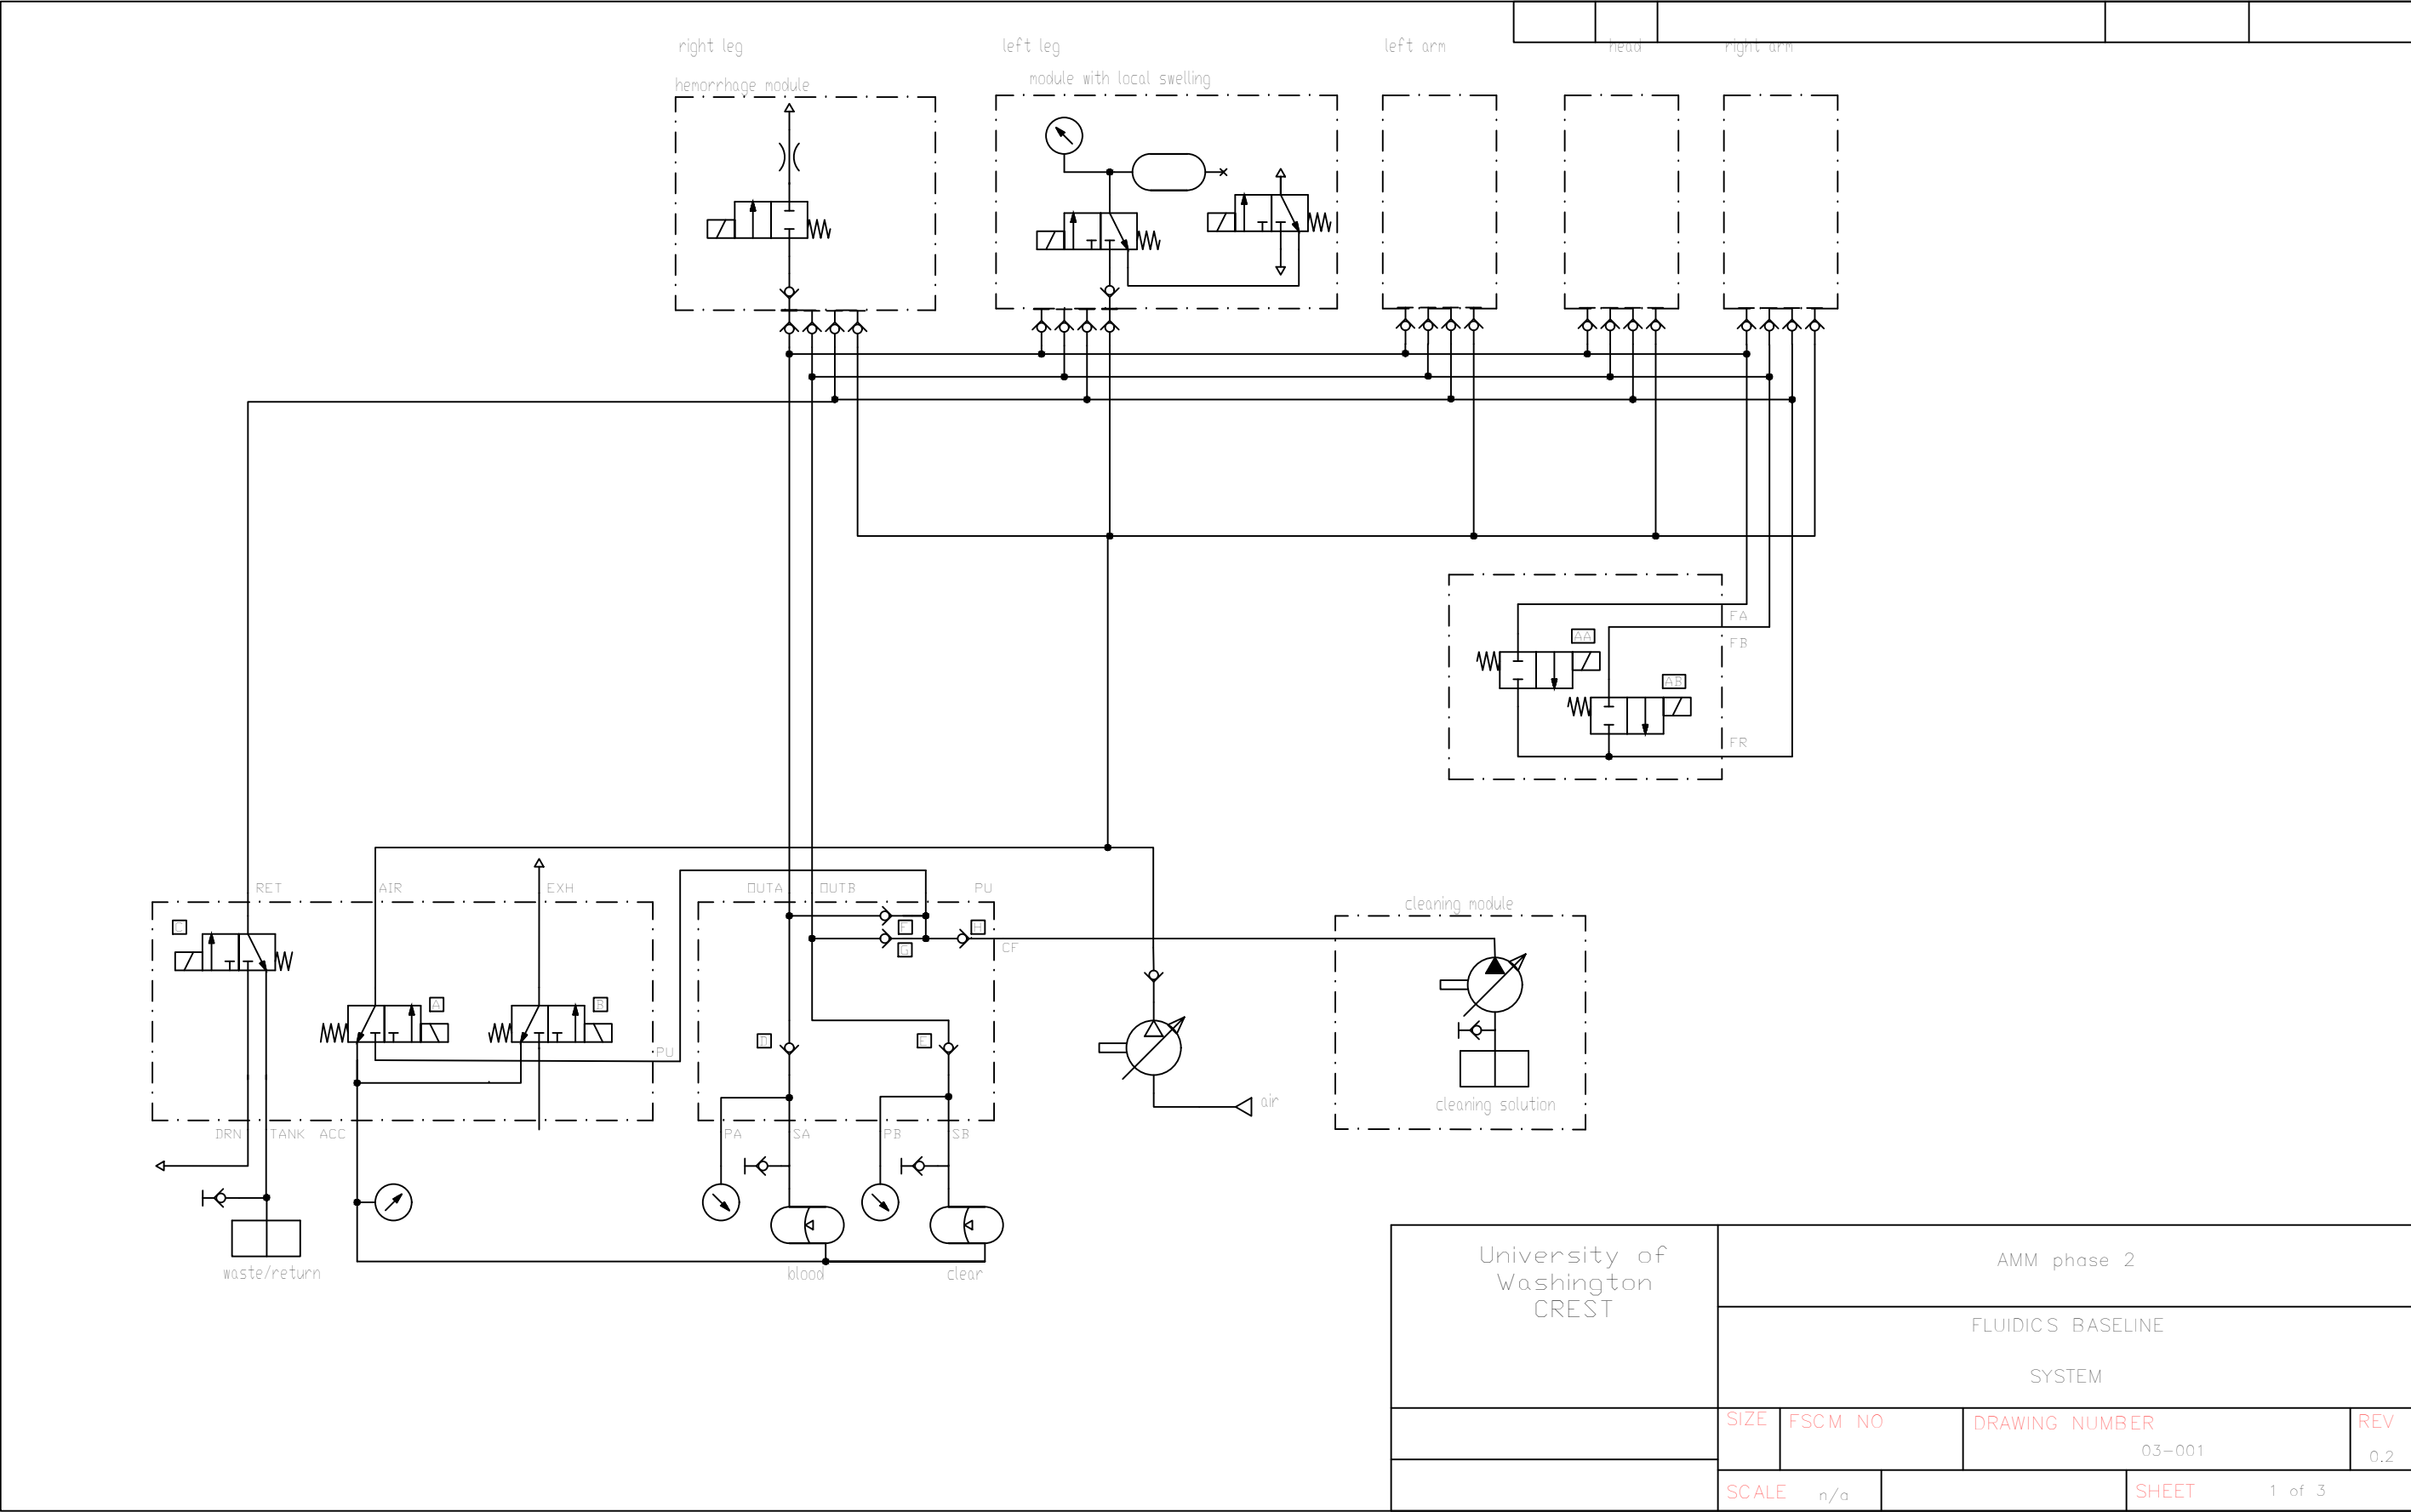 right leg
left leg
left arm
head
right arm
hemorrhage module
module with local swelling
FA
FB
AA
AB
FR
RET
AIR
EXH
OUTA
OUTB
PU
cleaning module
C
F
H
G
CF
A
B
D
E
PU
air
cleaning solution
DRN
TANK
ACC
PA
SA
PB
SB
waste/return
blood
clear
University of
Washington
CREST
AMM phase 2
FLUIDICS BASELINE
SYSTEM
SIZE
FSCM NO
DRAWING NUMBER
03-001
REV
0.2
SCALE
n/a
SHEET
1 of 3